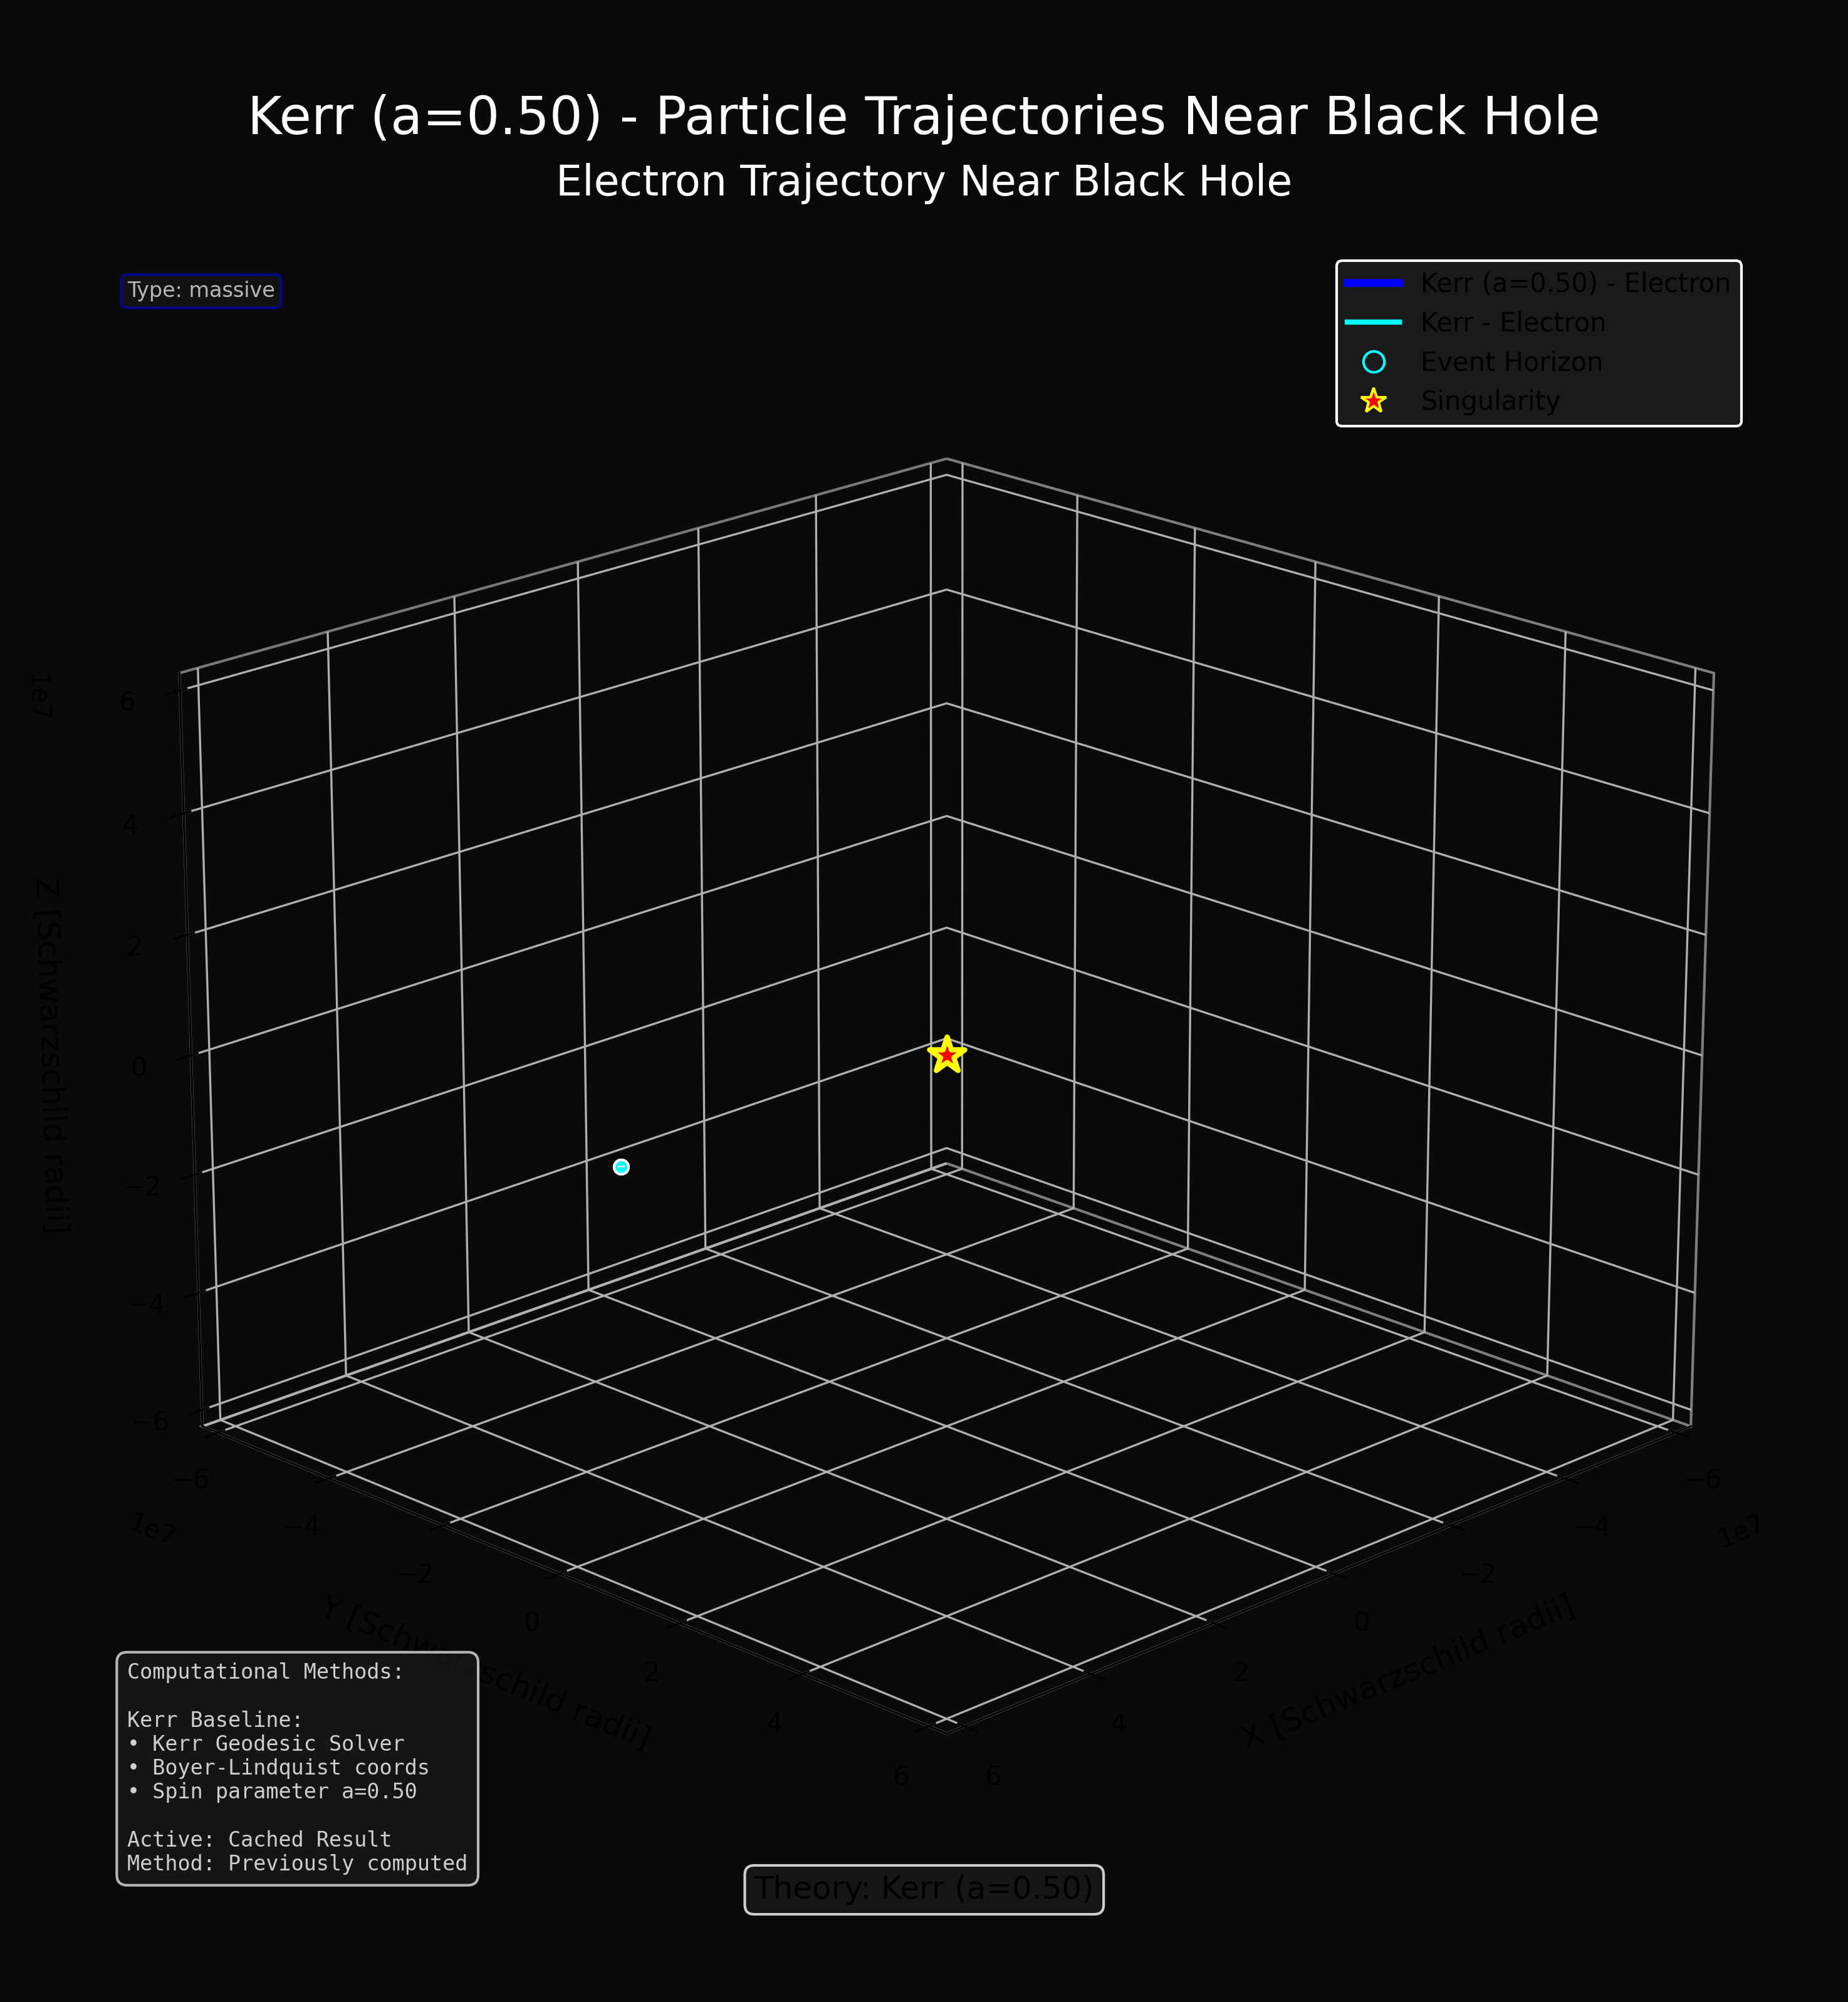 Kerr (a=0.50) - Particle Trajectories Near Black Hole
Electron Trajectory Near Black Hole
Type: massive
Kerr (a=0.50) - Electron
Kerr - Electron
Event Horizon
Singularity
1e7
6
4
2
0
−2
−4
−6
Z [Schwarzschild radii]
−6
−4
−2
0
2
4
6
1e7
Y [Schwarzschild radii]
6
4
2
0
−2
−4
−6
1e7
X [Schwarzschild radii]
Computational Methods:
Kerr Baseline:
• Kerr Geodesic Solver
• Boyer-Lindquist coords
• Spin parameter a=0.50
Active: Cached Result
Method: Previously computed
Theory: Kerr (a=0.50)